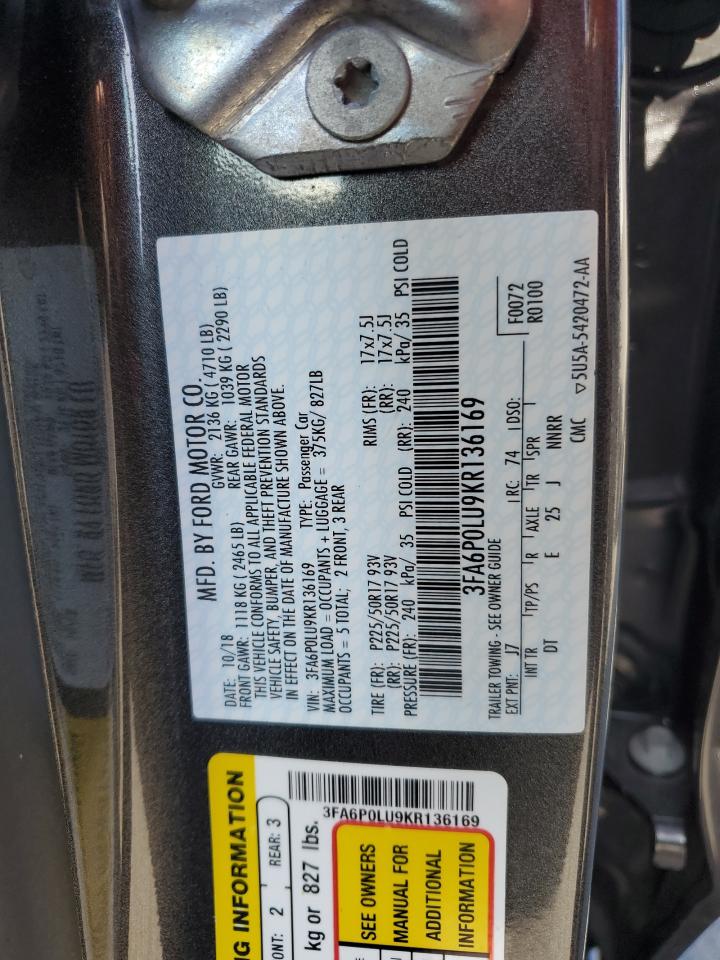 MFD. BY FORD MOTOR CO.
DATE: 10/18 GVWR: 2136 KG ( 4710 LB)
FRONT GAWR: 1118 KG ( 2465 LB) REAR GAWR: 1039 KG ( 2290 LB)
THIS VEHICLE CONFORMS TO ALL APPLICABLE FEDERAL MOTOR
VEHICLE SAFETY, BUMPER, AND THEFT PREVENTION STANDARDS
IN EFFECT ON THE DATE OF MANUFACTURE SHOWN ABOVE.
VIN: 3FA6P0LU9KR136169 TYPE: Passenger Car
MAXIMUM LOAD = OCCUPANTS + LUGGAGE = 375KG/ 827LB
OCCUPANTS = 5 TOTAL; 2 FRONT, 3 REAR
TIRE (FR): P225/50R17 93V RIMS (FR): 17x7.5J
(RR): P225/50R17 93V (RR): 17x7.5J
PRESSURE (FR): 240 kPa/ 35 PSI COLD (RR): 240 kPa/ 35 PSI COLD
3FA6P0LU9KR136169
TRAILER TOWING - SEE OWNER GUIDE
EXT PNT: J7 RC: 74 DSO: F0072
R0100
INT TR TP/PS R AXLE TR SPR
DT E 25 J NNRR
CMC ▽5U5A-5420472-AA
NG INFORMATION
ONT: 2 REAR: 3
kg or 827 lbs.
3FA6P0LU9KR136169
SEE OWNERS
MANUAL FOR
ADDITIONAL
INFORMATION